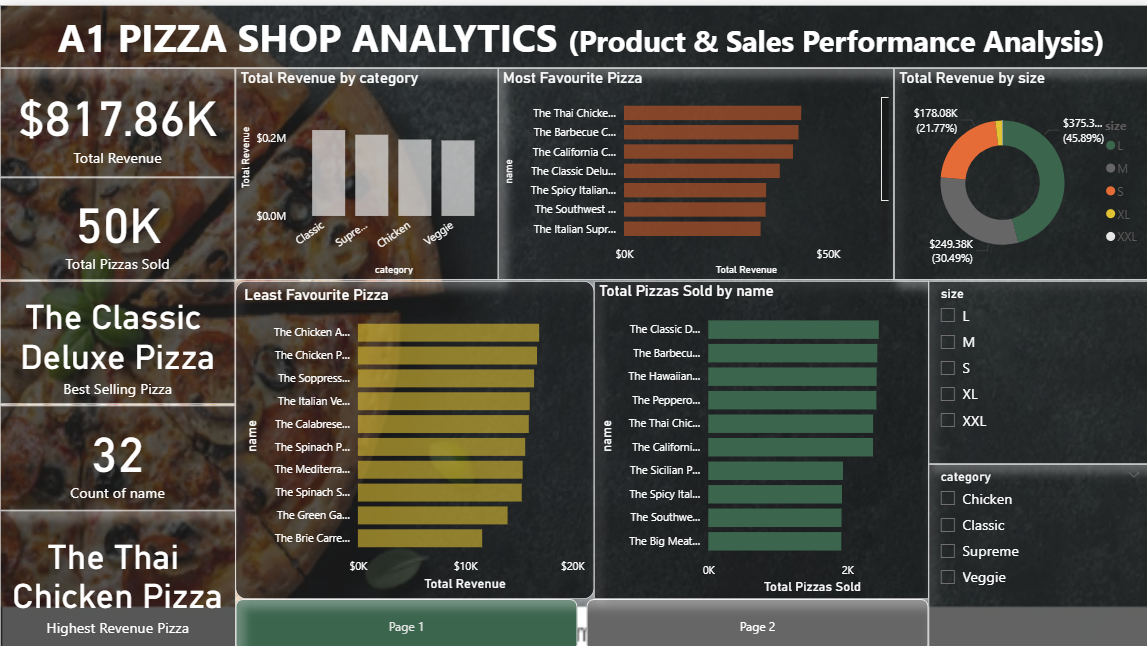 A1 PIZZA SHOP ANALYTICS (Product & Sales Performance Analysis)
$817.86K
Total Revenue
50K
Total Pizzas Sold
The Classic
Deluxe Pizza
Best Selling Pizza
32
Count of name
The Thai
Chicken Pizza
Highest Revenue Pizza
Total Revenue by category
Total Revenue
$0.2M
$0.0M
Classic
Supre...
Chicken
Veggie
category
Most Favourite Pizza
name
The Thai Chicke...
The Barbecue C...
The California C...
The Classic Delu...
The Spicy Italian...
The Southwest ...
The Italian Supr...
$0K
$50K
Total Revenue
Total Revenue by size
$178.08K
(21.77%)
$375.3...
(45.89%)
$249.38K
(30.49%)
size
L
M
S
XL
XXL
Least Favourite Pizza
name
The Chicken A...
The Chicken P...
The Soppress...
The Italian Ve...
The Calabrese...
The Spinach P...
The Mediterra...
The Spinach S...
The Green Ga...
The Brie Carre...
$0K
$10K
$20K
Total Revenue
Total Pizzas Sold by name
name
The Classic D...
The Barbecu...
The Hawaiian...
The Peppero...
The Thai Chic...
The Californi...
The Sicilian P...
The Spicy Ital...
The Southwe...
The Big Meat...
0K
2K
Total Pizzas Sold
size
L
M
S
XL
XXL
category
Chicken
Classic
Supreme
Veggie
Page 1
Page 2